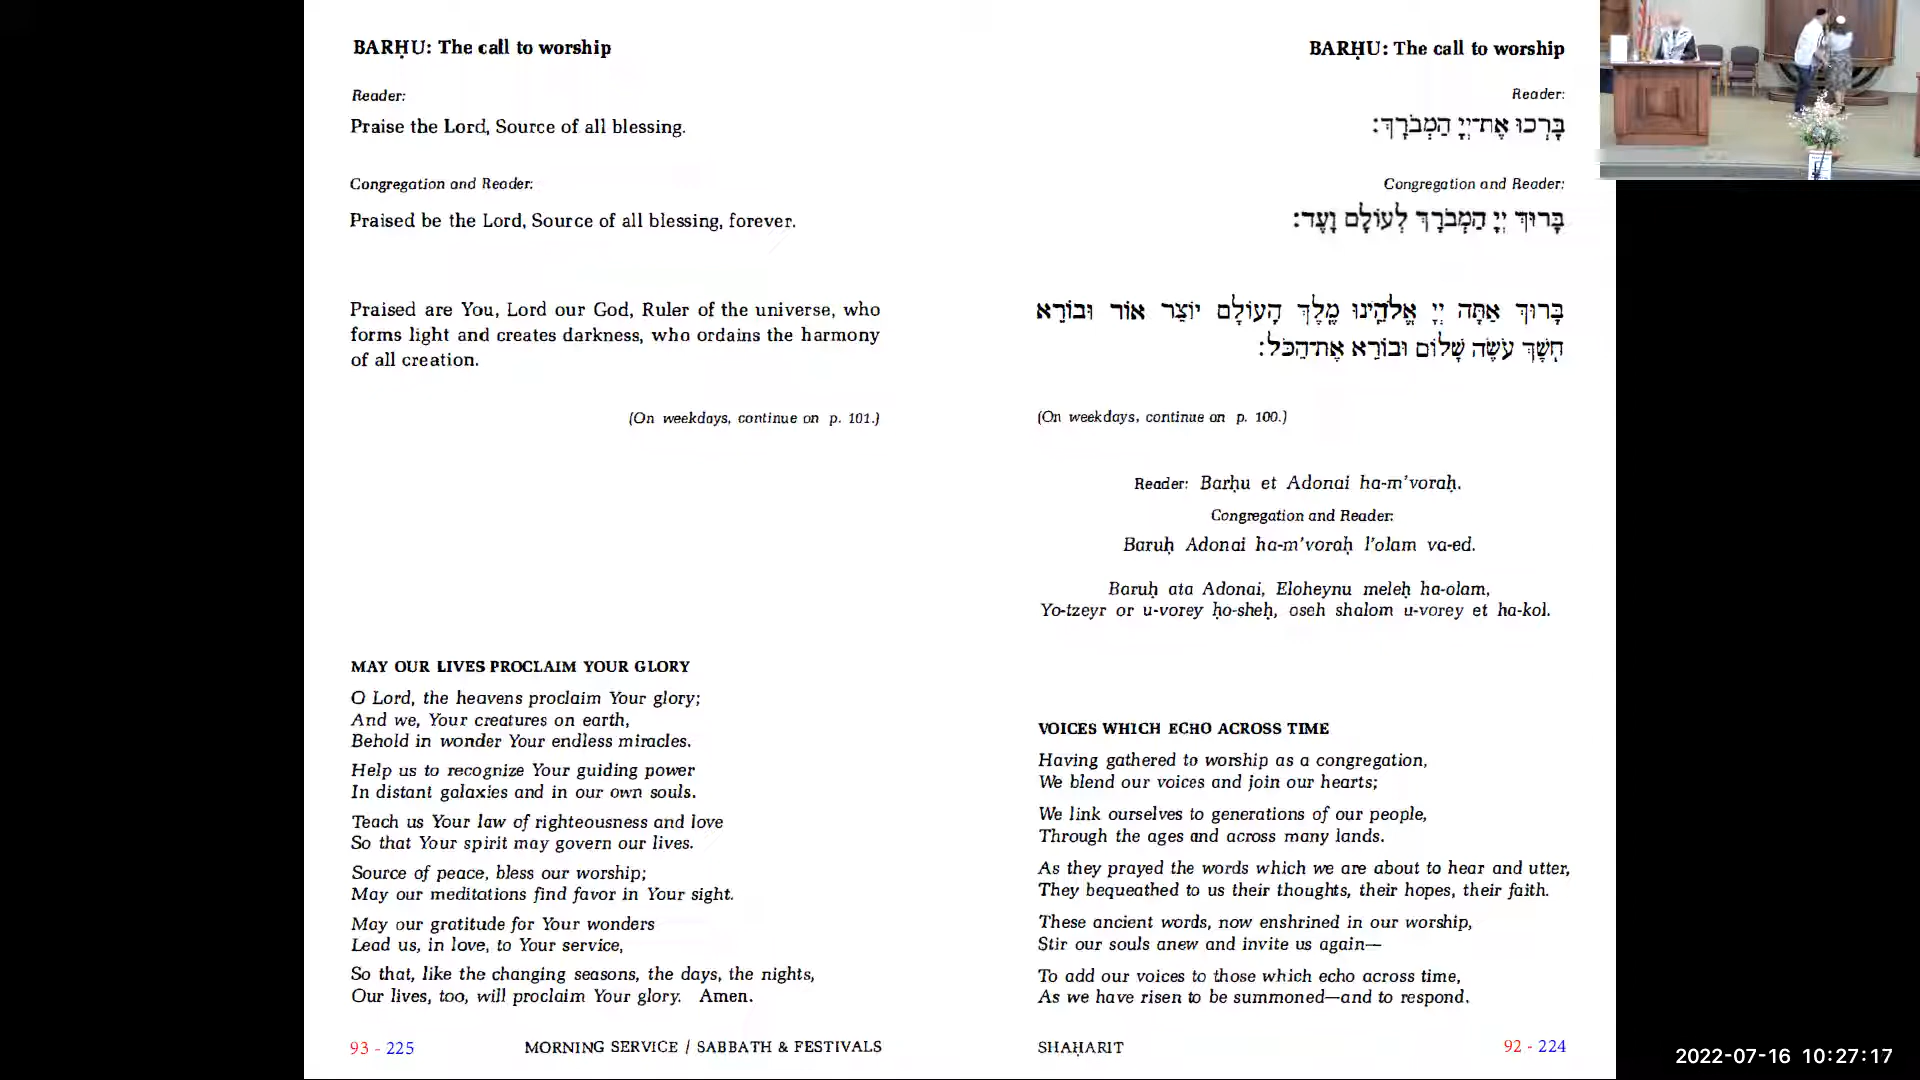 BARḤU: The call to worship
Reader:
Praise the Lord, Source of all blessing.
Congregation and Reader:
Praised be the Lord, Source of all blessing, forever.
Praised are You, Lord our God, Ruler of the universe, who
forms light and creates darkness, who ordains the harmony
of all creation.
(On weekdays, continue on p. 101.)
MAY OUR LIVES PROCLAIM YOUR GLORY
O Lord, the heavens proclaim Your glory;
And we, Your creatures on earth,
Behold in wonder Your endless miracles.
Help us to recognize Your guiding power
In distant galaxies and in our own souls.
Teach us Your law of righteousness and love
So that Your spirit may govern our lives.
Source of peace, bless our worship;
May our meditations find favor in Your sight.
May our gratitude for Your wonders
Lead us, in love, to Your service,
So that, like the changing seasons, the days, the nights,
Our lives, too, will proclaim Your glory. Amen.
93 - 225 MORNING SERVICE / SABBATH & FESTIVALS
BARḤU: The call to worship
Reader:
בָּרְכוּ אֶת־יְיָ הַמְבֹרָךְ:
Congregation and Reader:
בָּרוּךְ יְיָ הַמְבֹרָךְ לְעוֹלָם וָעֶד:
בָּרוּךְ אַתָּה יְיָ אֱלֹהֵֽינוּ מֶֽלֶךְ הָעוֹלָם יוֹצֵר אוֹר וּבוֹרֵא
חֹֽשֶׁךְ עֹשֶׂה שָׁלוֹם וּבוֹרֵא אֶת־הַכֹּל:
(On weekdays, continue on p. 100.)
Reader: Barḥu et Adonai ha-m'voraḥ.
Congregation and Reader:
Baruḥ Adonai ha-m'voraḥ l'olam va-ed.
Baruḥ ata Adonai, Eloheynu meleḥ ha-olam,
Yo-tzeyr or u-vorey ḥo-sheḥ, oseh shalom u-vorey et ha-kol.
VOICES WHICH ECHO ACROSS TIME
Having gathered to worship as a congregation,
We blend our voices and join our hearts;
We link ourselves to generations of our people,
Through the ages and across many lands.
As they prayed the words which we are about to hear and utter,
They bequeathed to us their thoughts, their hopes, their faith.
These ancient words, now enshrined in our worship,
Stir our souls anew and invite us again—
To add our voices to those which echo across time,
As we have risen to be summoned—and to respond.
SHAḤARIT 92 - 224
2022-07-16 10:27:17